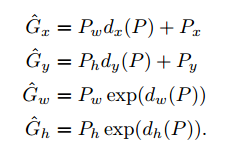 Ĝ_x = P_w d_x(P) + P_x
Ĝ_y = P_h d_y(P) + P_y
Ĝ_w = P_w exp(d_w(P))
Ĝ_h = P_h exp(d_h(P)).